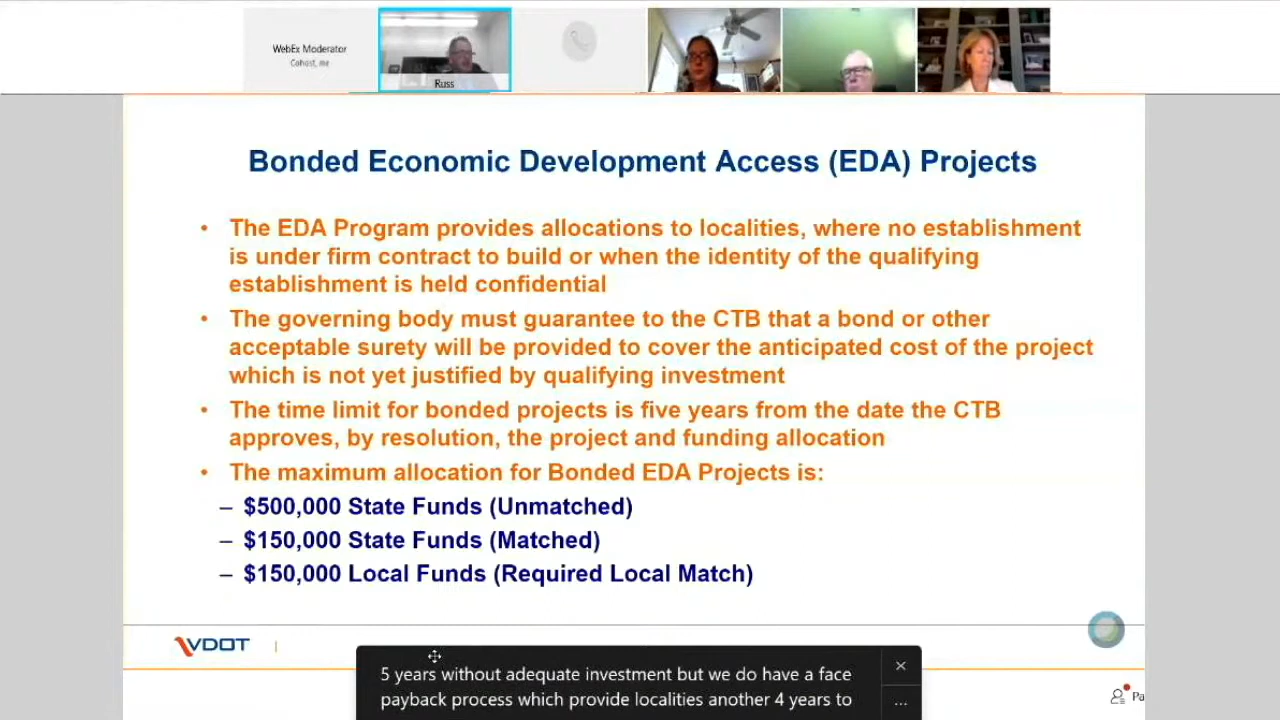 WebEx Moderator
Cohost, me
Russ
Bonded Economic Development Access (EDA) Projects
• The EDA Program provides allocations to localities, where no establishment
is under firm contract to build or when the identity of the qualifying
establishment is held confidential
• The governing body must guarantee to the CTB that a bond or other
acceptable surety will be provided to cover the anticipated cost of the project
which is not yet justified by qualifying investment
• The time limit for bonded projects is five years from the date the CTB
approves, by resolution, the project and funding allocation
• The maximum allocation for Bonded EDA Projects is:
– $500,000 State Funds (Unmatched)
– $150,000 State Funds (Matched)
– $150,000 Local Funds (Required Local Match)
VDOT
5 years without adequate investment but we do have a face
payback process which provide localities another 4 years to
Pa